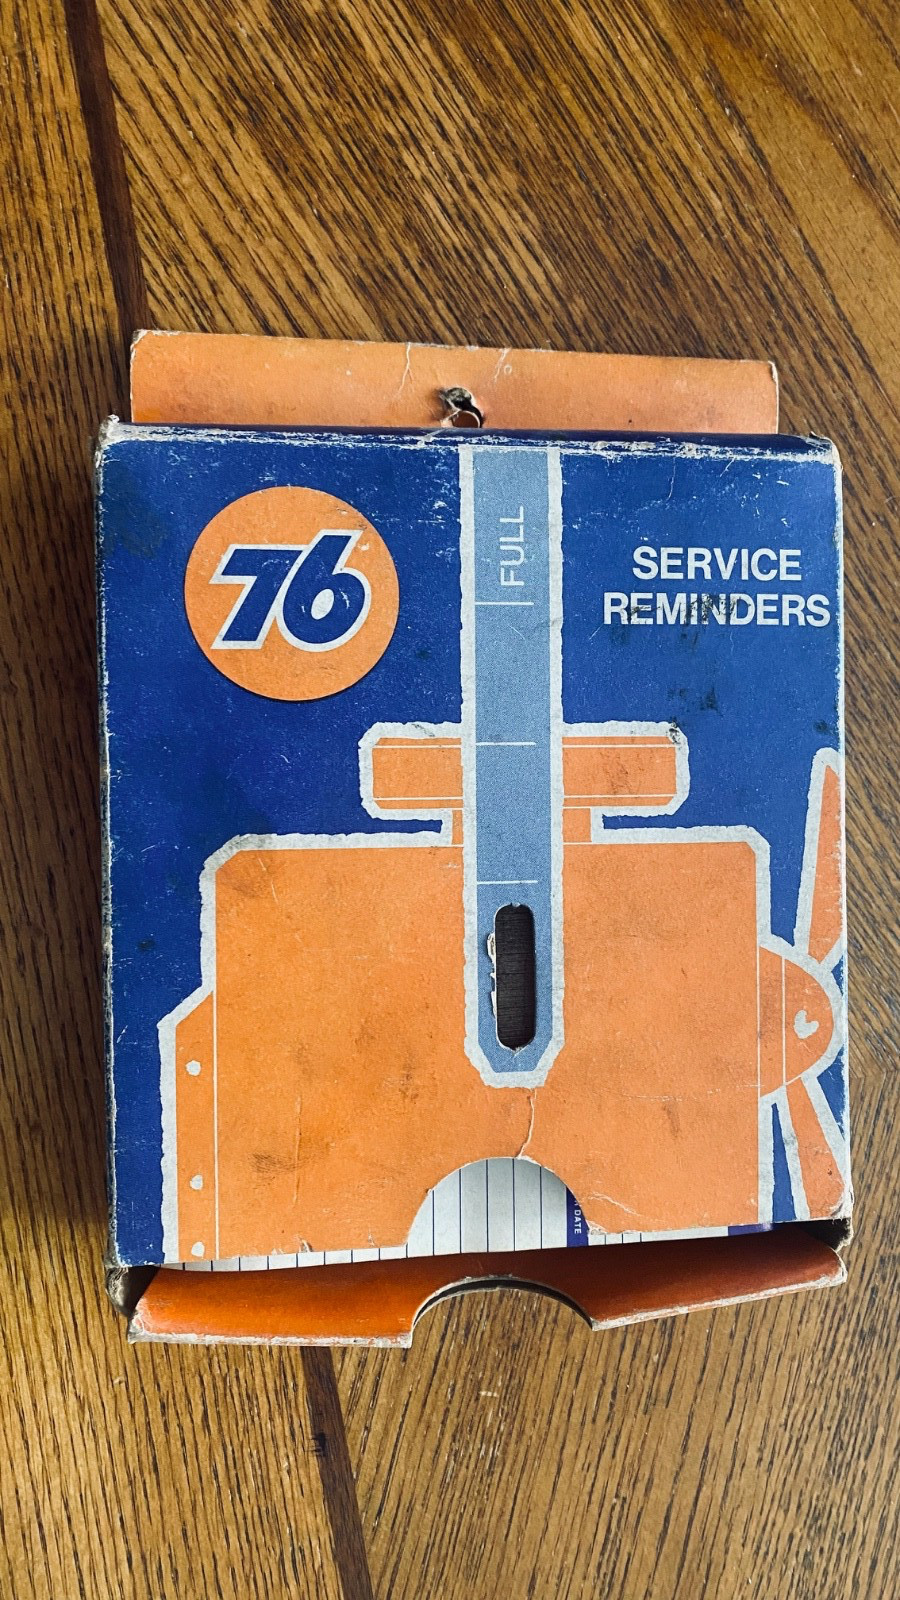 76
FULL
SERVICE
REMINDERS
DATE